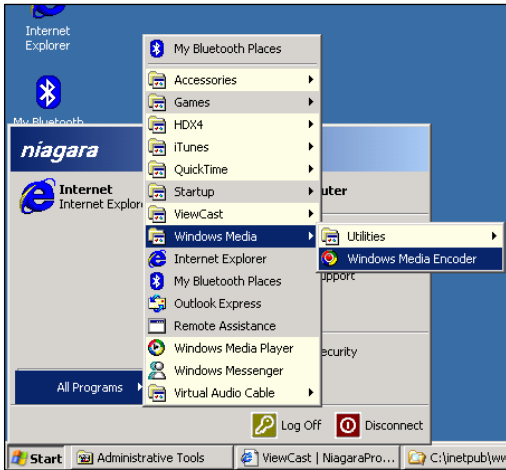 Internet
Explorer
My Bluetooth
niagara
Internet
Internet Explor
My Bluetooth Places
Accessories
Games
HDX4
iTunes
QuickTime
Startup
ViewCast
Windows Media
Internet Explorer
My Bluetooth Places
Outlook Express
Remote Assistance
Windows Media Player
Windows Messenger
Virtual Audio Cable
Utilities
Windows Media Encoder
uter
upport
ecurity
All Programs
Log Off
Disconnect
Start
Administrative Tools
ViewCast | NiagaraPro...
C:\inetpub\ww